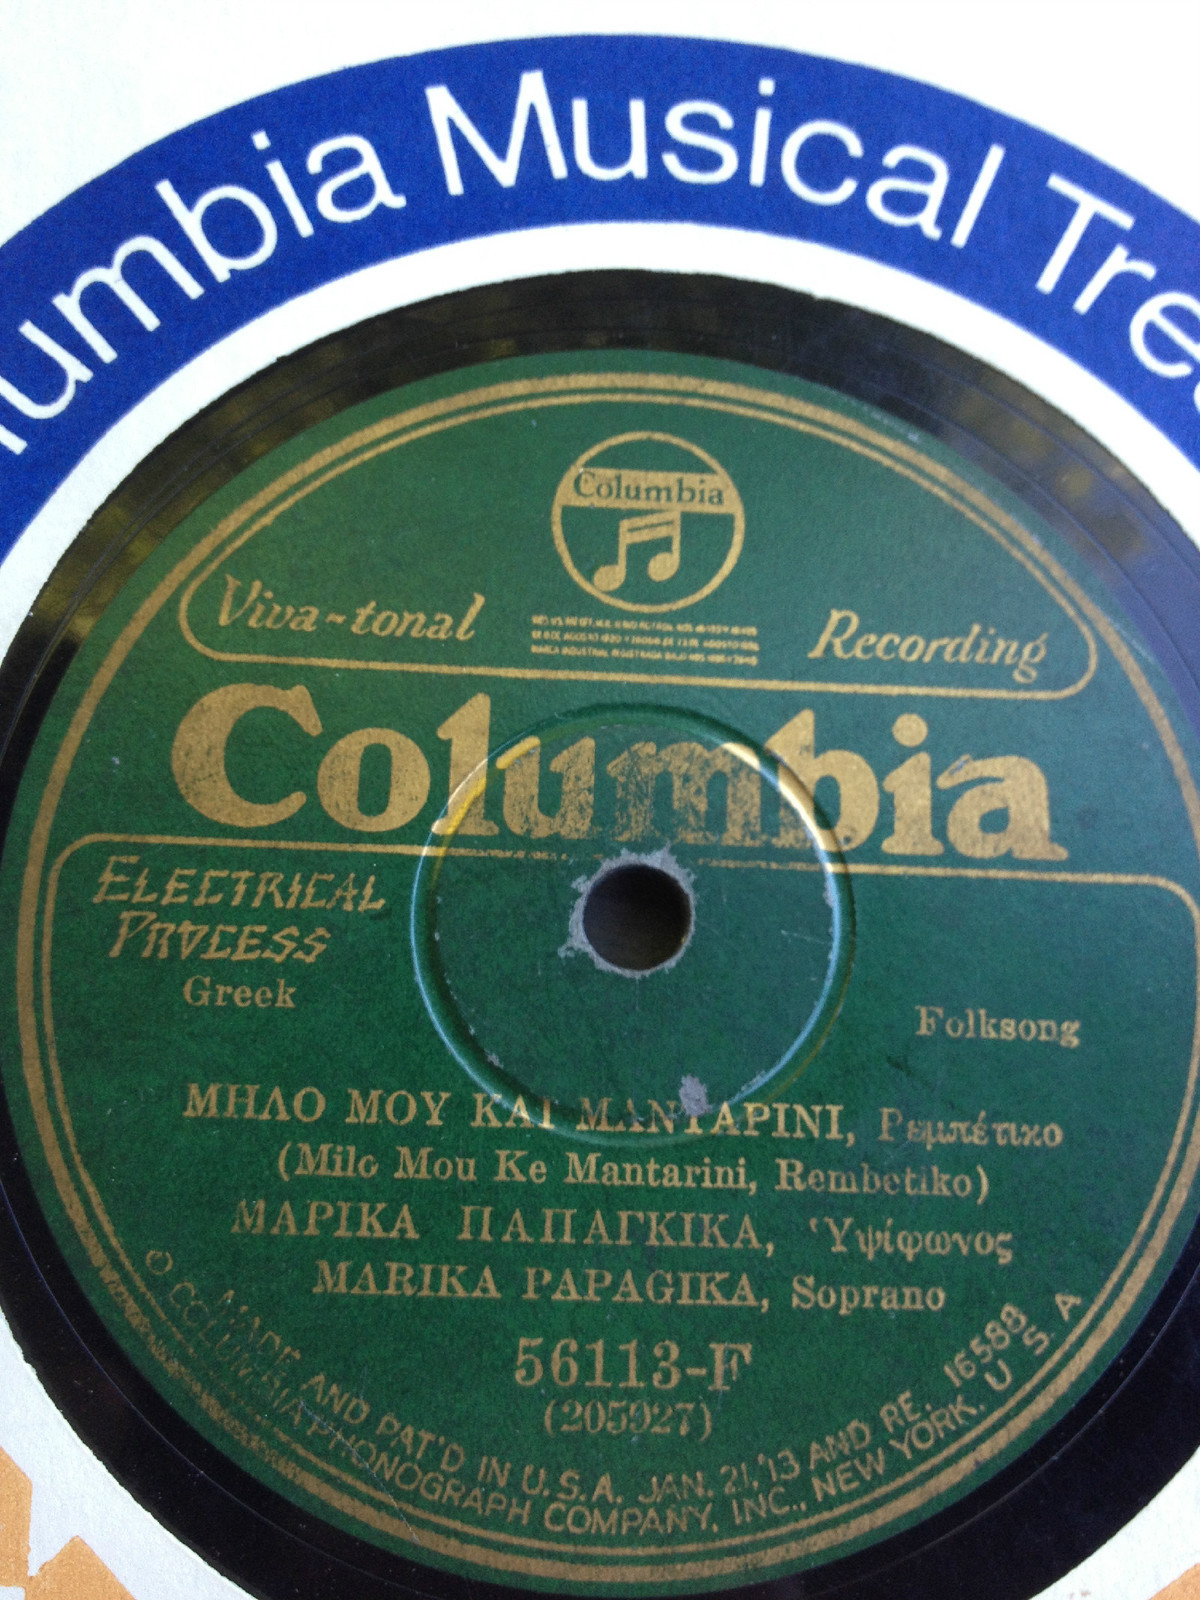 umbia Musical Tre
Columbia
Viva-tonal
Recording
Columbia
ELECTRICAL
PROCESS
Greek
Folksong
ΜΗΛΟ ΜΟΥ ΚΑΙ ΜΑΝΤΑΡΙΝΙ, Ρεμπέτικο
(Milo Mou Ke Mantarini, Rembetiko)
ΜΑΡΙΚΑ ΠΑΠΑΓΚΙΚΑ, Ὑψίφωνος
MARIKA PAPAGIKA, Soprano
56113-F
(205927)
MADE AND PAT'D IN U.S.A. JAN. 21, '13 AND RE. 16588
© COLUMBIA PHONOGRAPH COMPANY, INC., NEW YORK. U S. A